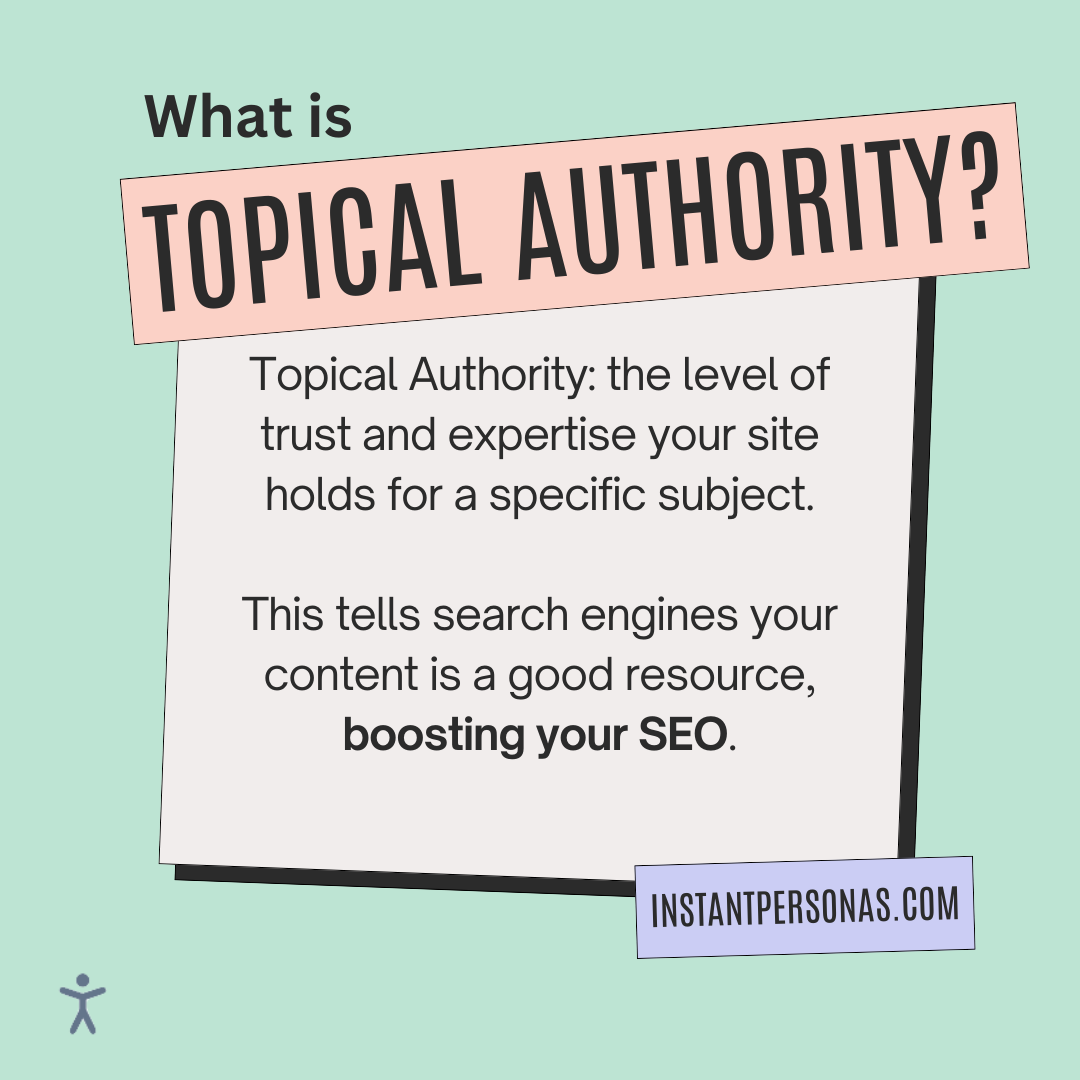 What is
TOPICAL AUTHORITY?
Topical Authority: the level of
trust and expertise your site
holds for a specific subject.
This tells search engines your
content is a good resource,
boosting your SEO.
INSTANTPERSONAS.COM